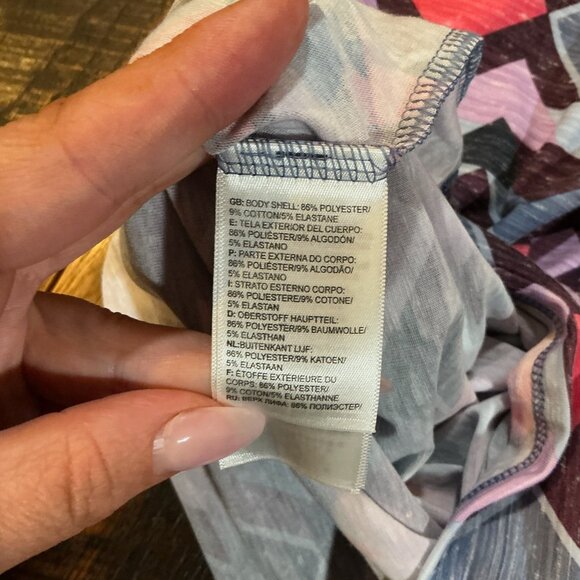 GB: BODY SHELL: 86% POLYESTER/
9% COTTON/5% ELASTANE
E: TELA EXTERIOR DEL CUERPO:
86% POLIÉSTER/9% ALGODÓN/
5% ELASTANO
P: PARTE EXTERNA DO CORPO:
86% POLIÉSTER/9% ALGODÃO/
5% ELASTANO
I: STRATO ESTERNO CORPO:
86% POLIESTERE/9% COTONE/
5% ELASTAN
D: OBERSTOFF HAUPTTEIL:
86% POLYESTER/9% BAUMWOLLE/
5% ELASTHAN
NL:BUITENKANT LIJF:
86% POLYESTER/9% KATOEN/
5% ELASTAAN
F: ÉTOFFE EXTÉRIEURE DU
CORPS: 86% POLYESTER/
9% COTON/5% ELASTHANNE
RU: ВЕРХ ЛИФА: 86% ПОЛИЭСТЕР/